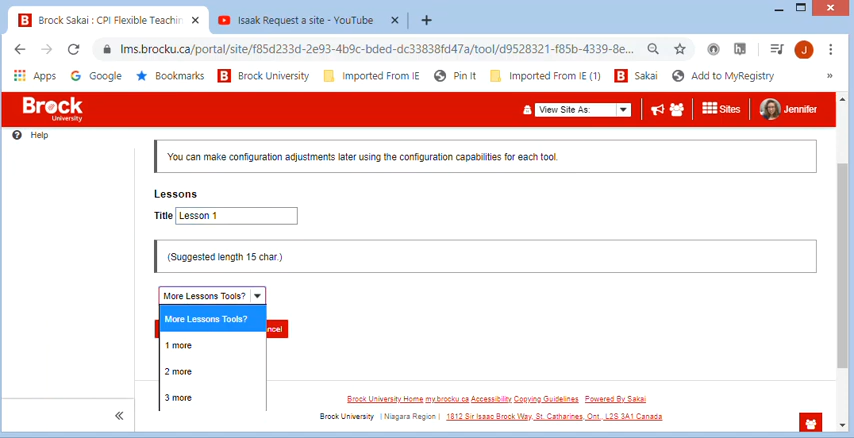 Brock Sakai : CPI Flexible Teachin
Isaak Request a site - YouTube
lms.brocku.ca/portal/site/f85d233d-2e93-4b9c-bded-dc33838fd47a/tool/d9528321-f85b-4339-8e...
J
Apps Google Bookmarks Brock University Imported From IE Pin It Imported From IE (1) Sakai Add to MyRegistry »
Brock University
View Site As: Sites Jennifer
Help
You can make configuration adjustments later using the configuration capabilities for each tool.
Lessons
Title Lesson 1
(Suggested length 15 char.)
More Lessons Tools?
More Lessons Tools?
1 more
2 more
3 more
Brock University Home my.brocku.ca Accessibility Copying Guidelines Powered By Sakai
Brock University | Niagara Region | 1812 Sir Isaac Brock Way, St. Catharines, Ont., L2S 3A1 Canada